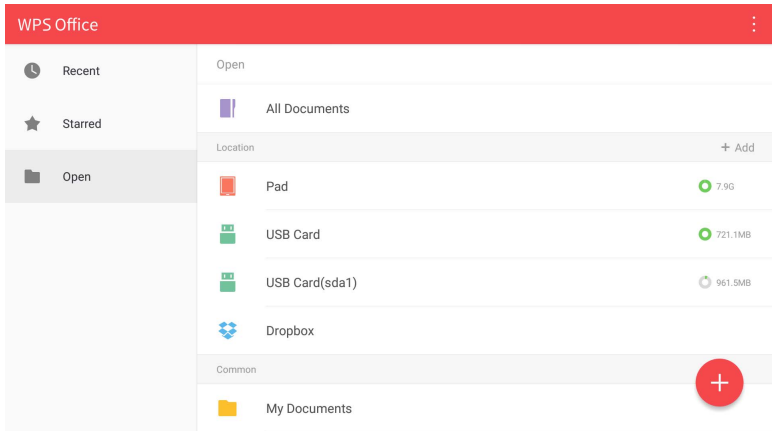 WPS Office
Recent
Starred
Open
Open
All Documents
Location
+ Add
Pad
7.9G
USB Card
721.1MB
USB Card(sda1)
961.5MB
Dropbox
Common
My Documents